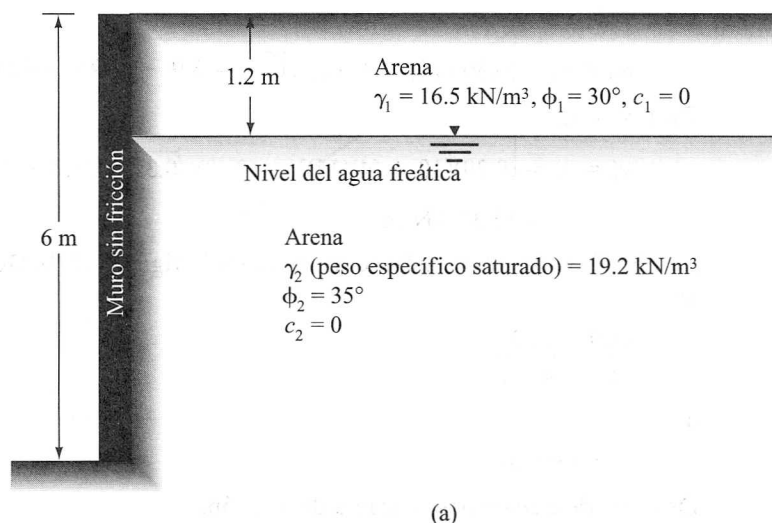 1.2 m
Arena
γ₁ = 16.5 kN/m³, ϕ₁ = 30°, c₁ = 0
Nivel del agua freática
Muro sin fricción
6 m
Arena
γ₂ (peso específico saturado) = 19.2 kN/m³
ϕ₂ = 35°
c₂ = 0
(a)